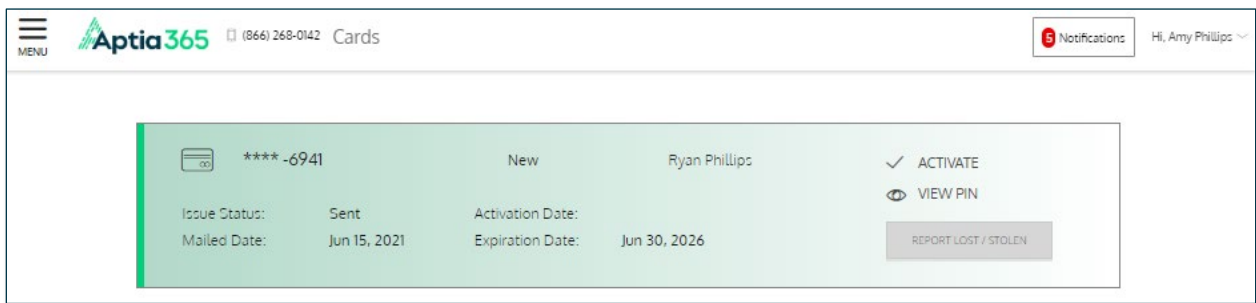 MENU
Aptia365
(866) 268-0142
Cards
5 Notifications
Hi, Amy Phillips
**** -6941
New
Ryan Phillips
ACTIVATE
VIEW PIN
Issue Status: Sent
Activation Date:
Mailed Date: Jun 15, 2021
Expiration Date: Jun 30, 2026
REPORT LOST / STOLEN